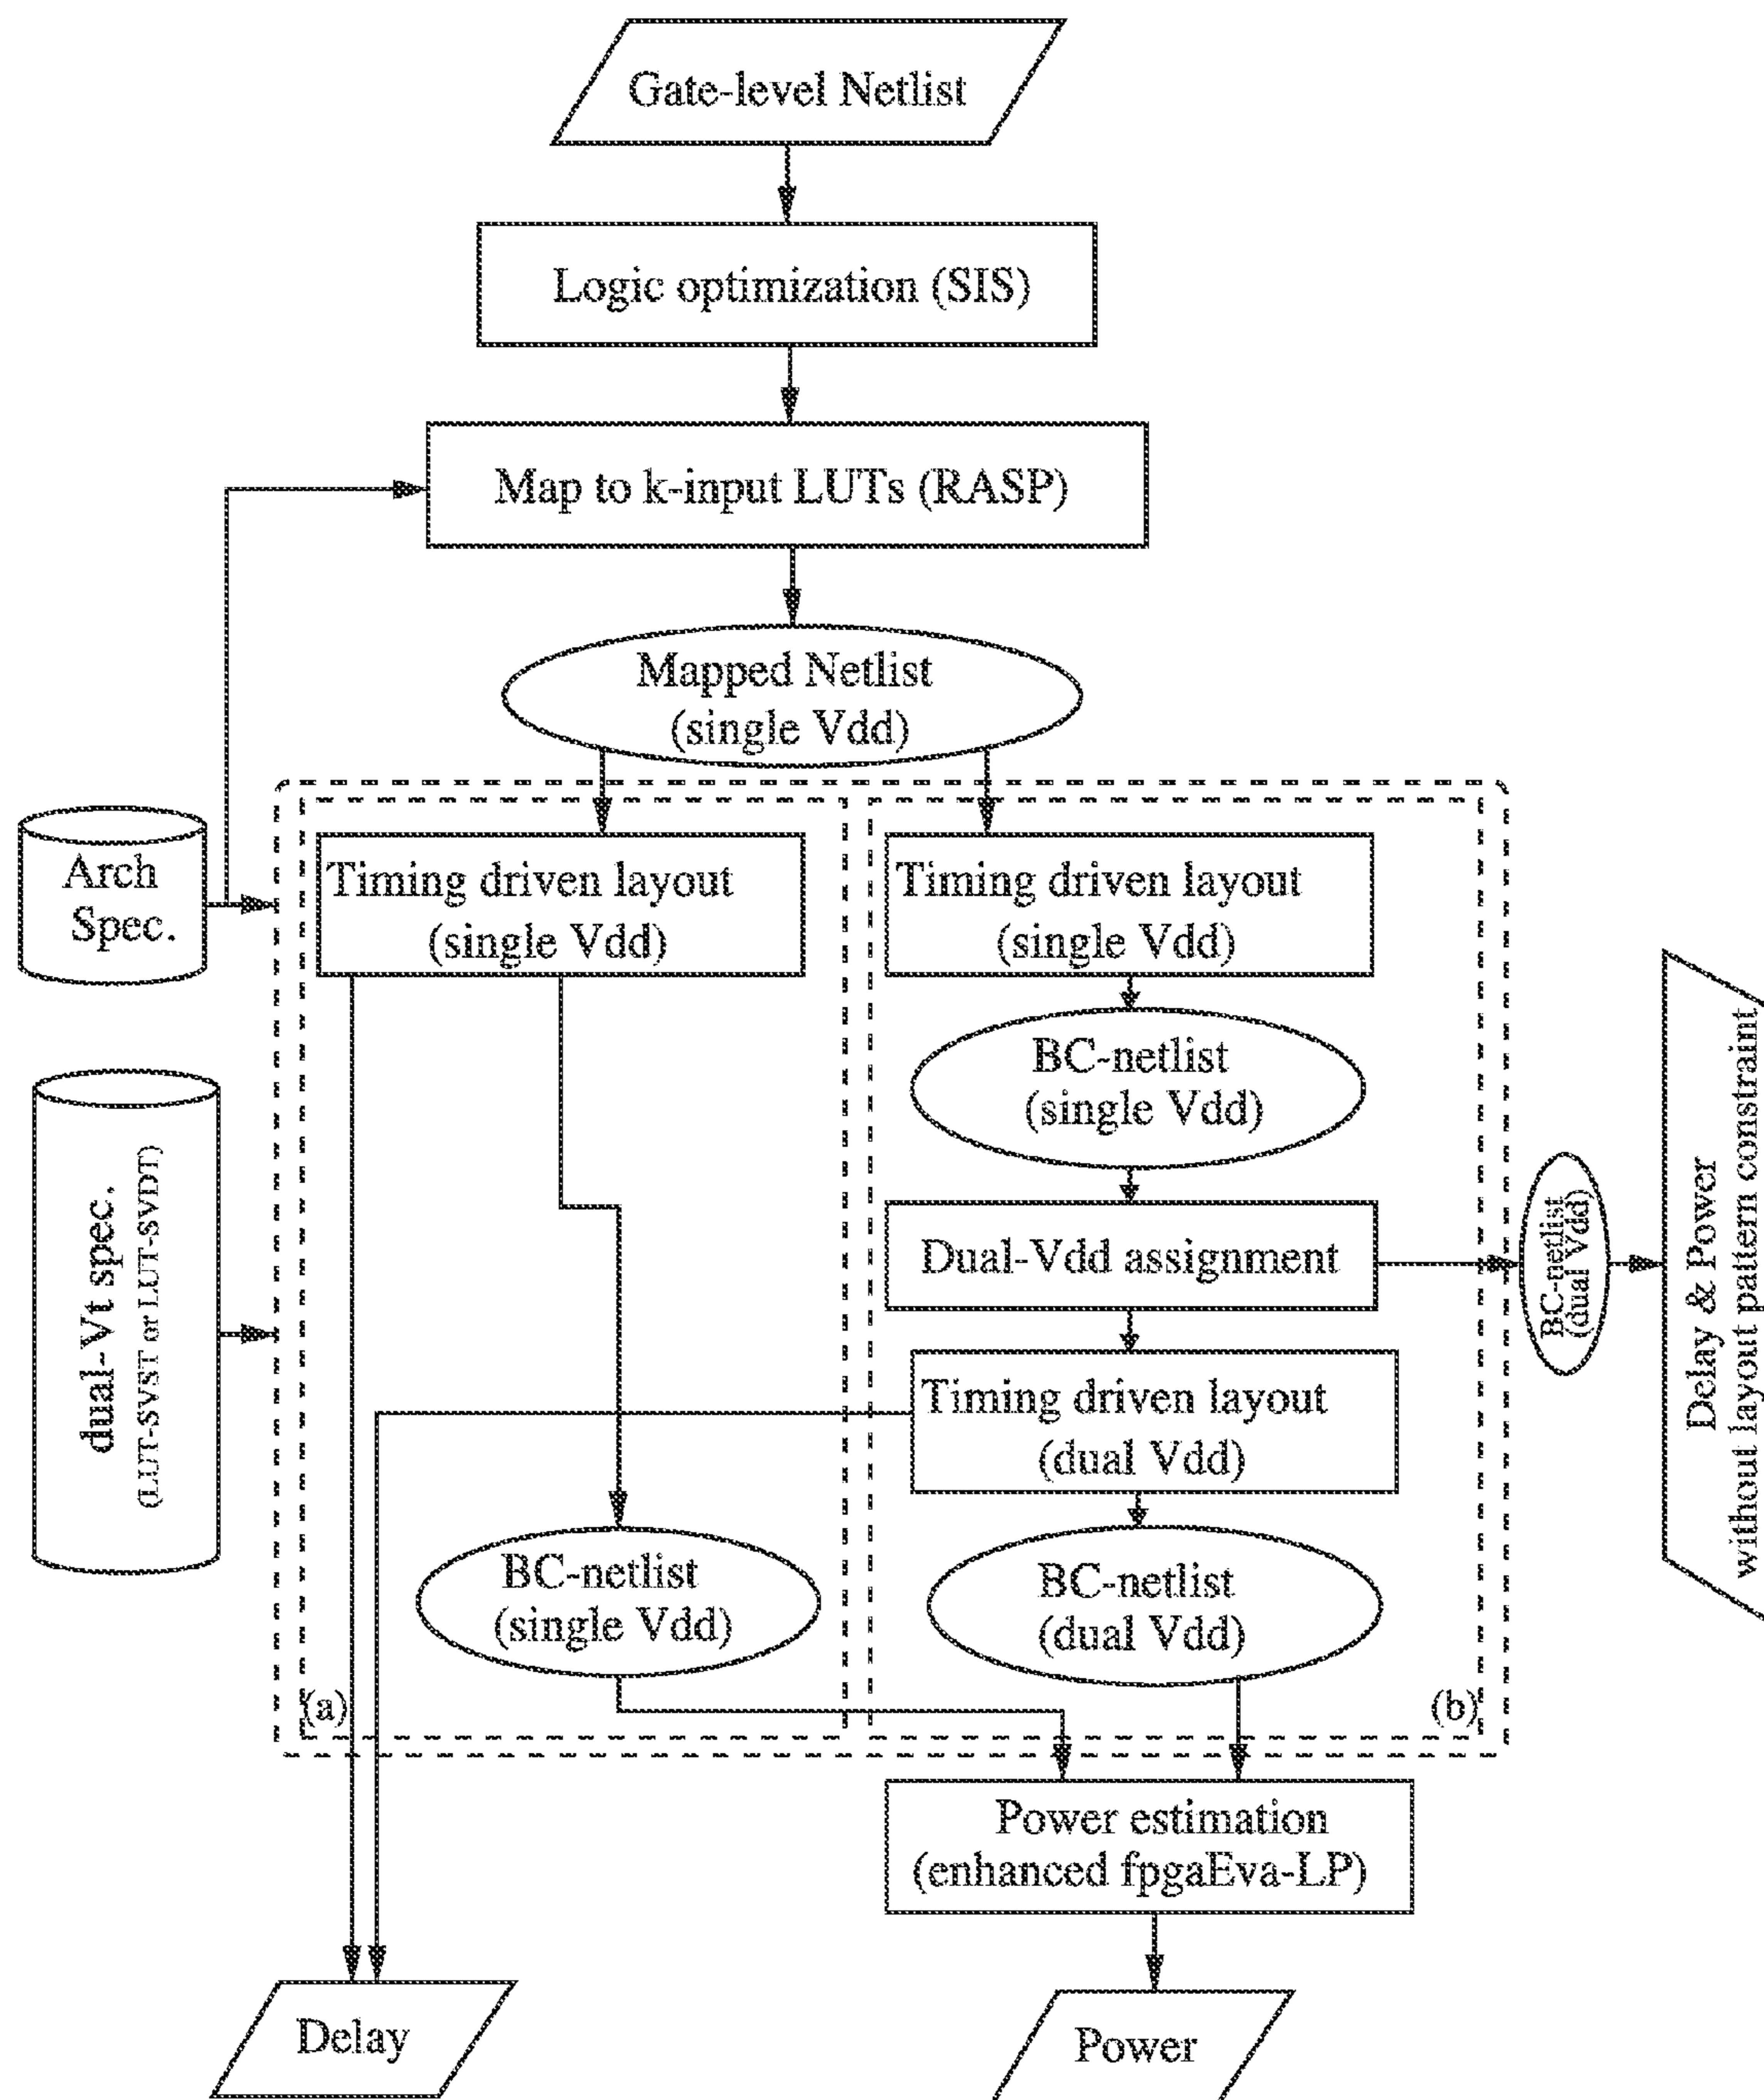 Gate-level Netlist
Logic optimization (SIS)
Map to k-input LUTs (RASP)
Mapped Netlist
(single Vdd)
Arch
Spec.
dual-Vt spec.
(LUT-SVST or LUT-SVDT)
Timing driven layout
(single Vdd)
BC-netlist
(single Vdd)
(a)
Timing driven layout
(single Vdd)
BC-netlist
(single Vdd)
Dual-Vdd assignment
Timing driven layout
(dual Vdd)
BC-netlist
(dual Vdd)
(b)
BC-netlist
(dual Vdd)
Delay & Power
without layout pattern constraint
Power estimation
(enhanced fpgaEva-LP)
Delay
Power